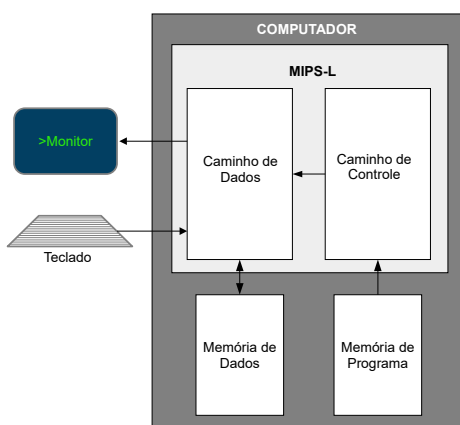 COMPUTADOR
MIPS-L
>Monitor
Caminho de
Dados
Caminho de
Controle
Teclado
Memória de
Dados
Memória de
Programa